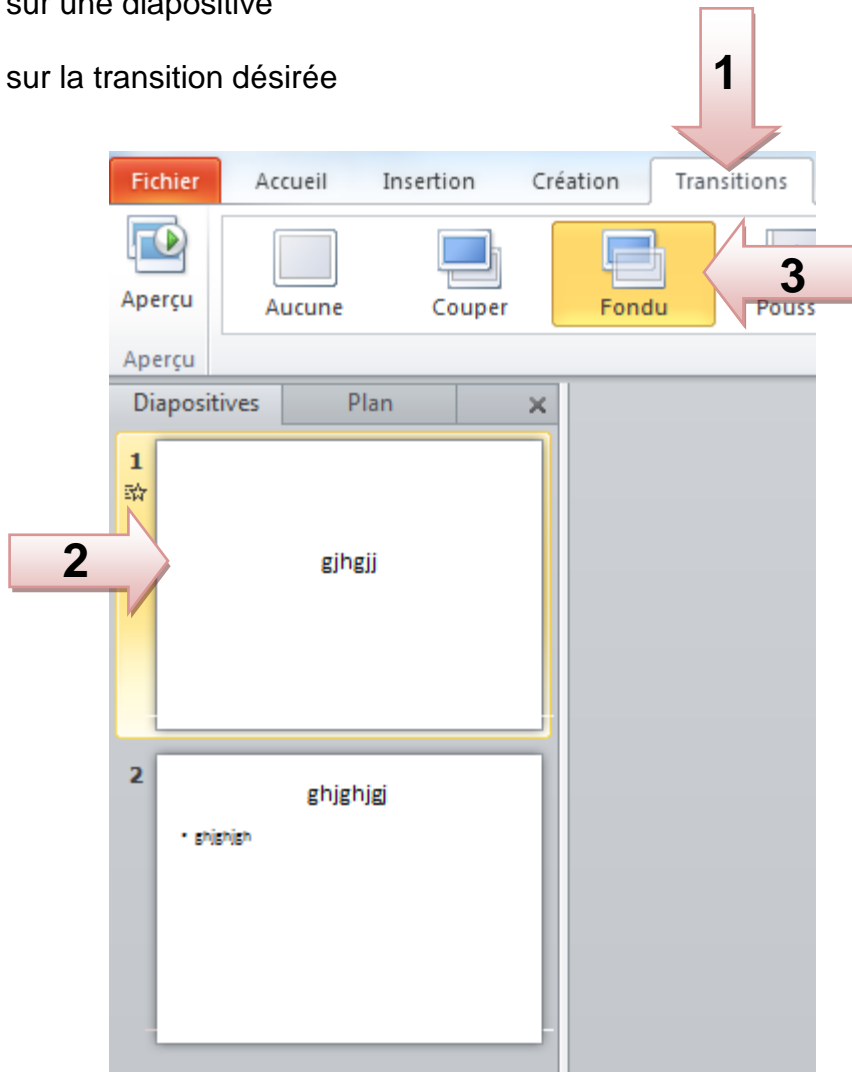 sur une diapositive
sur la transition désirée
1
Fichier Accueil Insertion Création Transitions
Aperçu Aucune Couper Fondu Pouss
3
Aperçu
Diapositives Plan
1
2
gjhgjj
2
ghjghjgj
• ghjghjgh